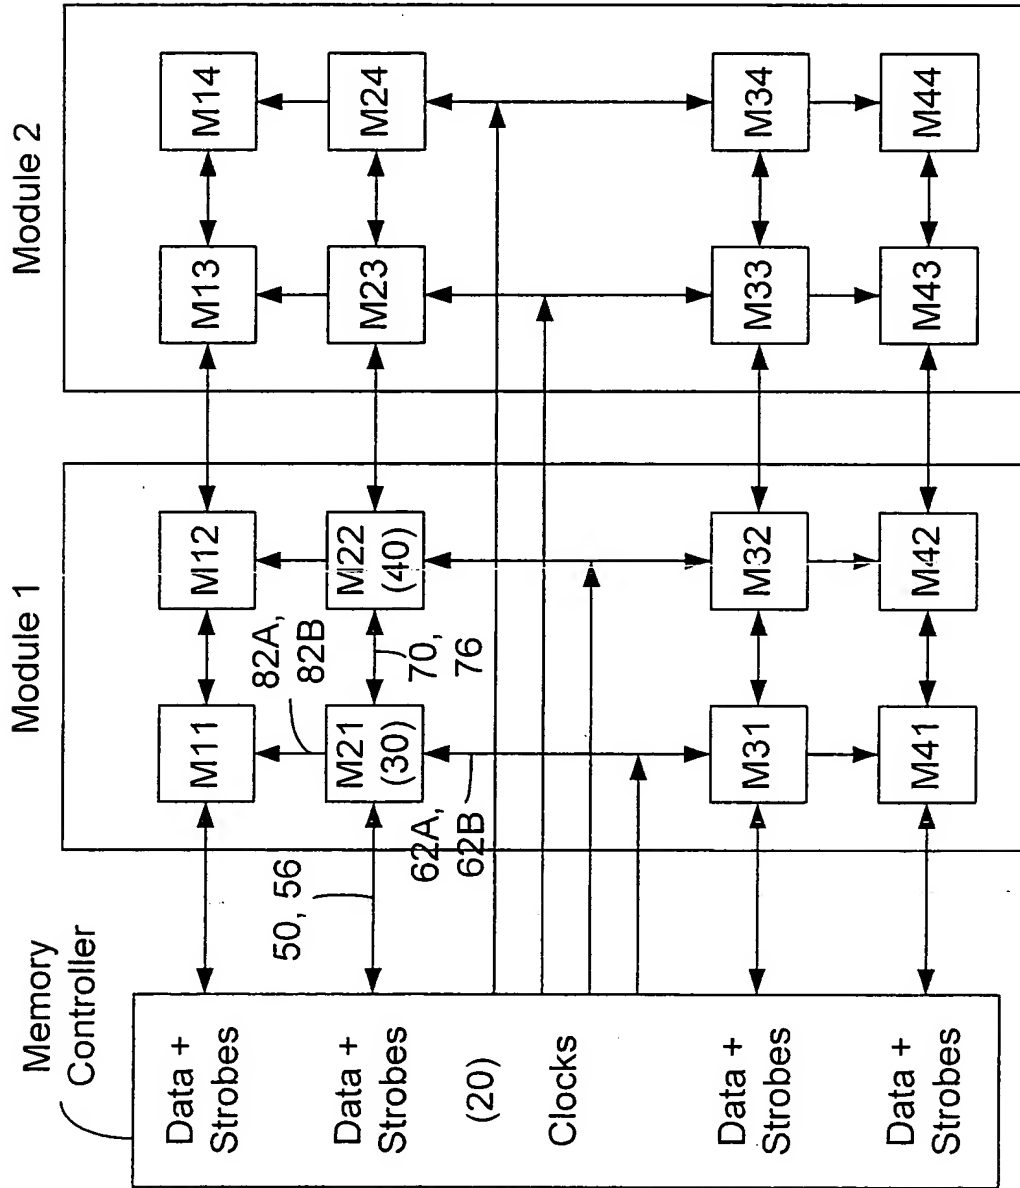 Memory
Controller
Data +
Strobes
Data +
Strobes
(20)
Clocks
Data +
Strobes
Data +
Strobes
50, 56
Module 1
M11
M12
82A,
82B
M21
(30)
M22
(40)
70,
76
62A,
62B
M31
M32
M41
M42
Module 2
M13
M14
M23
M24
M33
M34
M43
M44